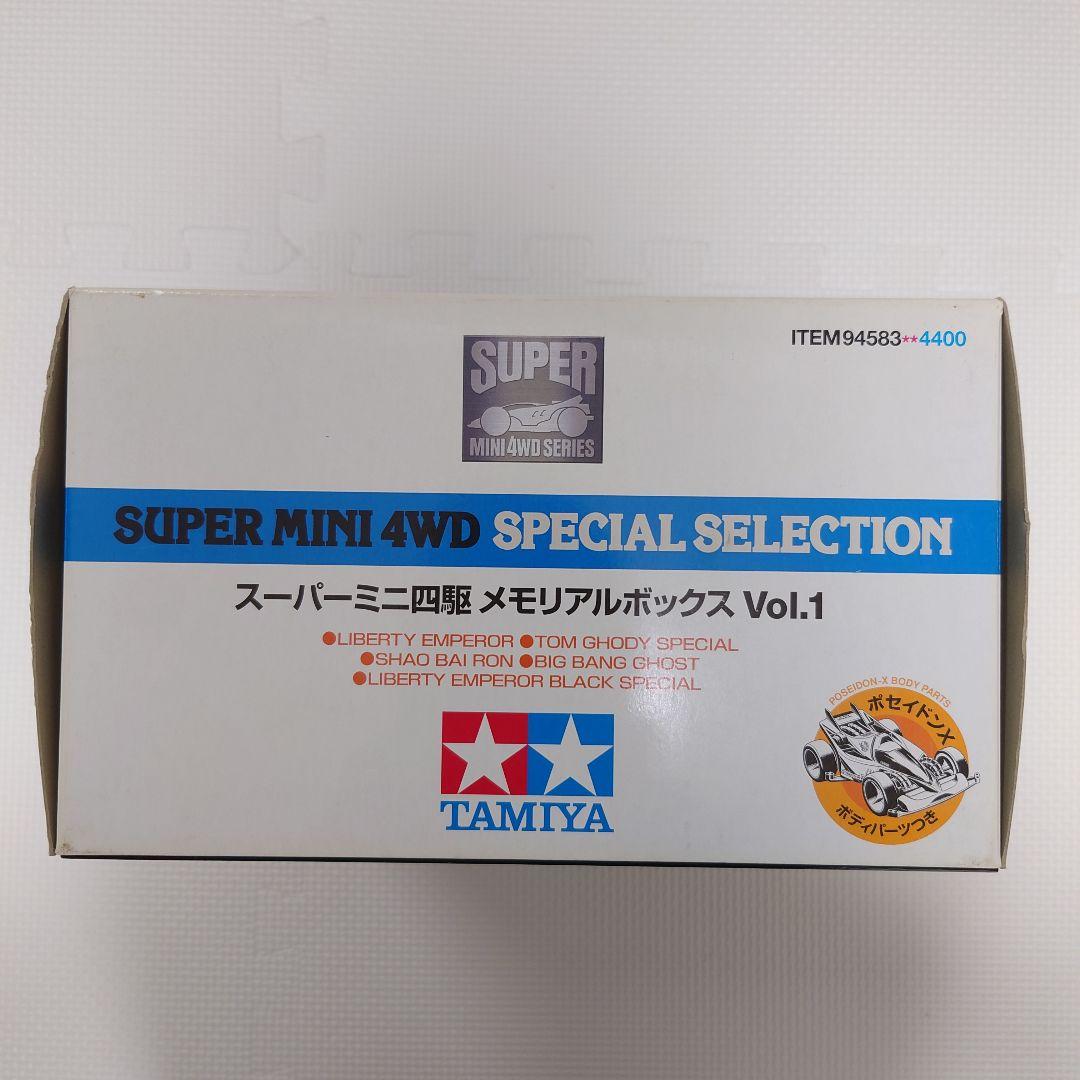 ITEM94583**4400
SUPER
MINI4WD SERIES
SUPER MINI 4WD SPECIAL SELECTION
スーパーミニ四駆 メモリアルボックス Vol.1
●LIBERTY EMPEROR ●TOM GHODY SPECIAL
●SHAO BAI RON ●BIG BANG GHOST
●LIBERTY EMPEROR BLACK SPECIAL
TAMIYA
POSEIDON-X BODY PARTS
ポセイドンX
ボディパーツつき